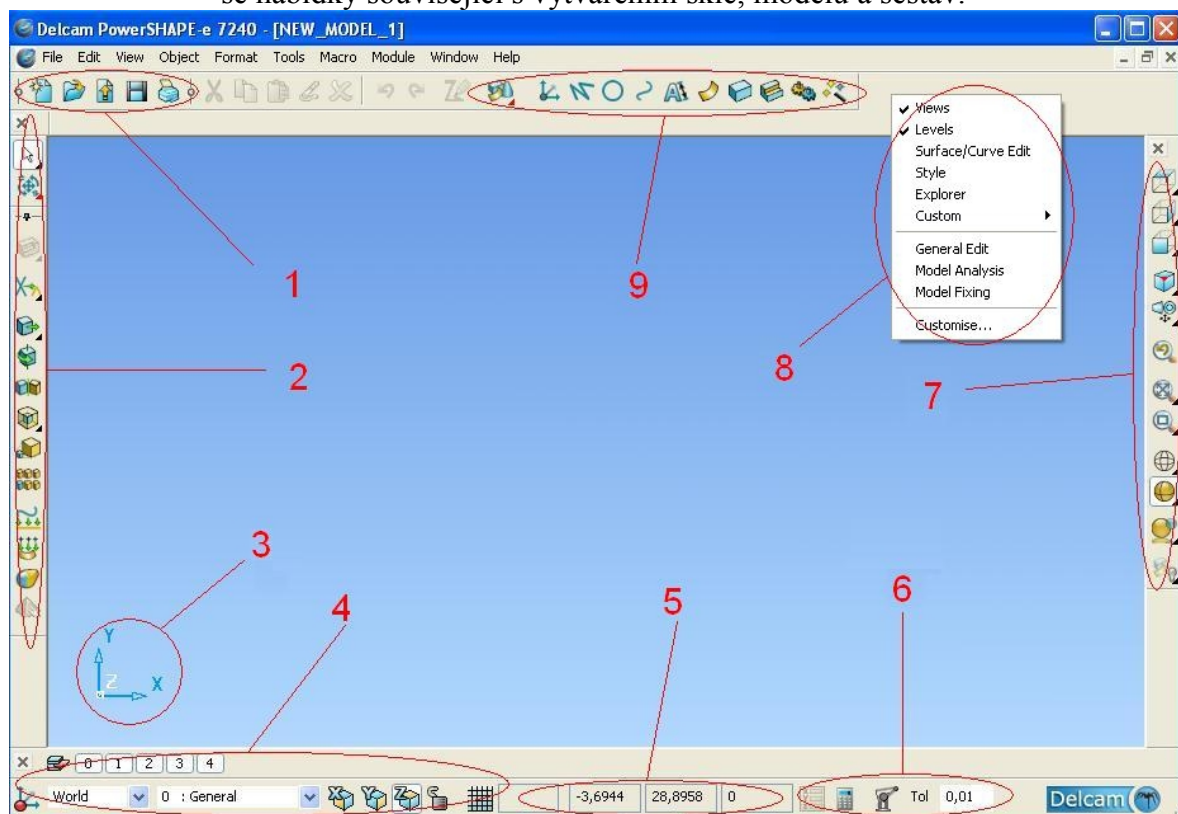 se nabídky související s vytvářením skic, modelů a sestav.
Delcam PowerSHAPE-e 7240 - [NEW_MODEL_1]
File Edit View Object Format Tools Macro Module Window Help
Views
Levels
Surface/Curve Edit
Style
Explorer
Custom
General Edit
Model Analysis
Model Fixing
Customise...
1
9
2
8
7
3
4
5
6
Y
Z
X
0 1 2 3 4
World 0 : General -3,6944 28,8958 0 Tol 0,01 Delcam